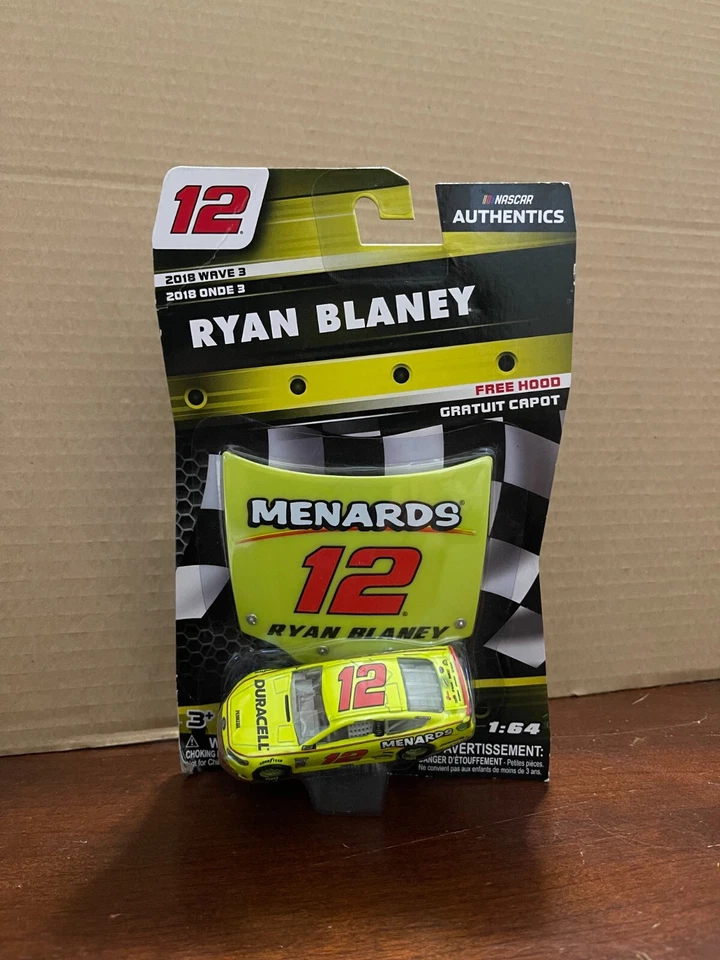 12
NASCAR
AUTHENTICS
2018 WAVE 3
2018 ONDE 3
RYAN BLANEY
FREE HOOD
GRATUIT CAPOT
MENARDS
12
RYAN BLANEY
12
DURACELL
MENARDS
12
3+
1:64
CHOKING
AVERTISSEMENT:
DANGER D'ÉTOUFFEMENT - Petites pièces.
Ne convient pas aux enfants de moins de 3 ans.